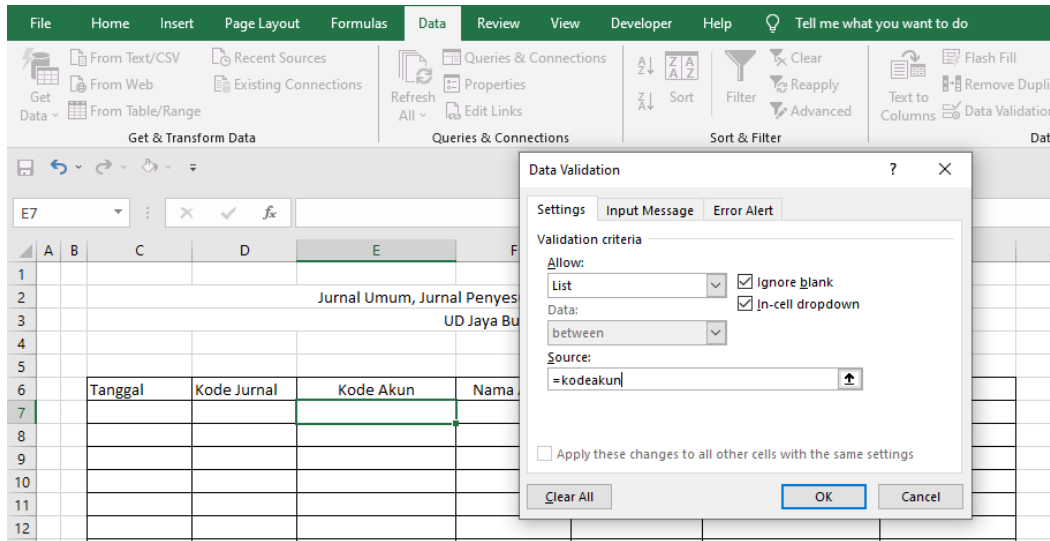 File Home Insert Page Layout Formulas Data Review View Developer Help Tell me what you want to do
From Text/CSV Recent Sources Queries & Connections Clear Flash Fill
From Web Existing Connections Properties Reapply Remove Dupli
Get Data From Table/Range Refresh All Edit Links Sort Filter Advanced Text to Columns Data Validation
Get & Transform Data Queries & Connections Sort & Filter Dat
Data Validation ? ×
E7 fx
Settings Input Message Error Alert
Validation criteria
Allow:
List
Ignore blank
In-cell dropdown
Data:
between
Source:
=kodeakun
Apply these changes to all other cells with the same settings
Clear All OK Cancel
A B C D E F
1
2 Jurnal Umum, Jurnal Penyes
3 UD Jaya Bu
4
5
6 Tanggal Kode Jurnal Kode Akun Nama
7
8
9
10
11
12